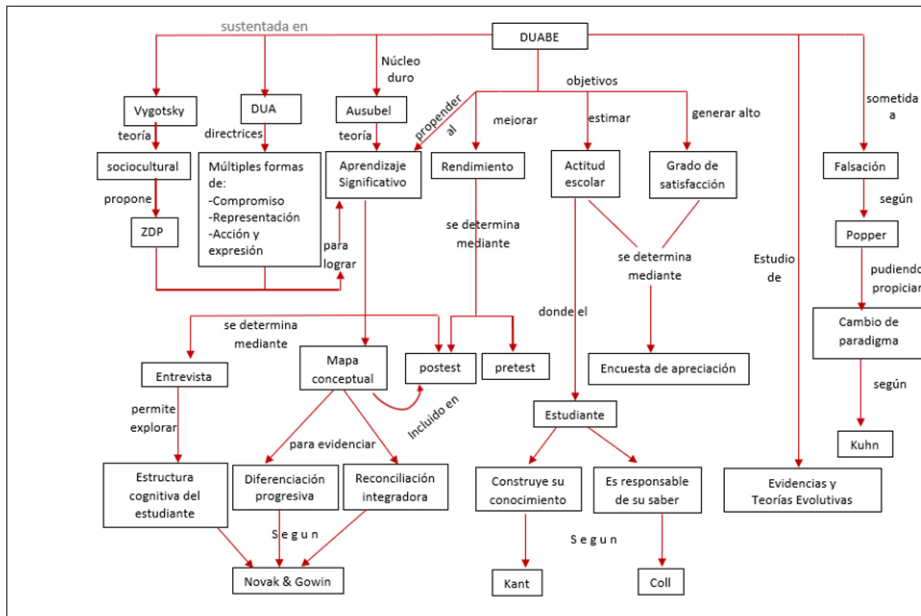 sustentada en
DUABE
Núcleo
duro
objetivos
Vygotsky
DUA
Ausubel
propender
al
mejorar
estimar
generar alto
sometida
a
teoría
directrices
teoría
sociocultural
Múltiples formas
de:
-Compromiso
-Representación
-Acción y
expresión
Aprendizaje
Significativo
Rendimiento
Actitud
escolar
Grado de
satisfacción
Falsación
propone
según
ZDP
para
lograr
se determina
mediante
se determina
mediante
Estudio
de
Popper
pudiendo
propiciar
donde el
se determina
mediante
Cambio de
paradigma
Entrevista
Mapa
conceptual
postest
pretest
Encuesta de apreciación
según
permite
explorar
Incluido en
Estudiante
Kuhn
para evidenciar
Estructura
cognitiva del
estudiante
Diferenciación
progresiva
Reconciliación
integradora
Construye su
conocimiento
Es responsable
de su saber
Evidencias y
Teorías Evolutivas
Segun
Segun
Novak & Gowin
Kant
Coll